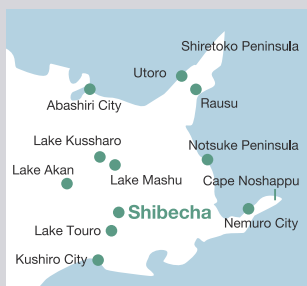 Shiretoko Peninsula
Utoro
Rausu
Abashiri City
Lake Kussharo
Notsuke Peninsula
Lake Akan
Lake Mashu
Cape Noshappu
Shibecha
Nemuro City
Lake Touro
Kushiro City